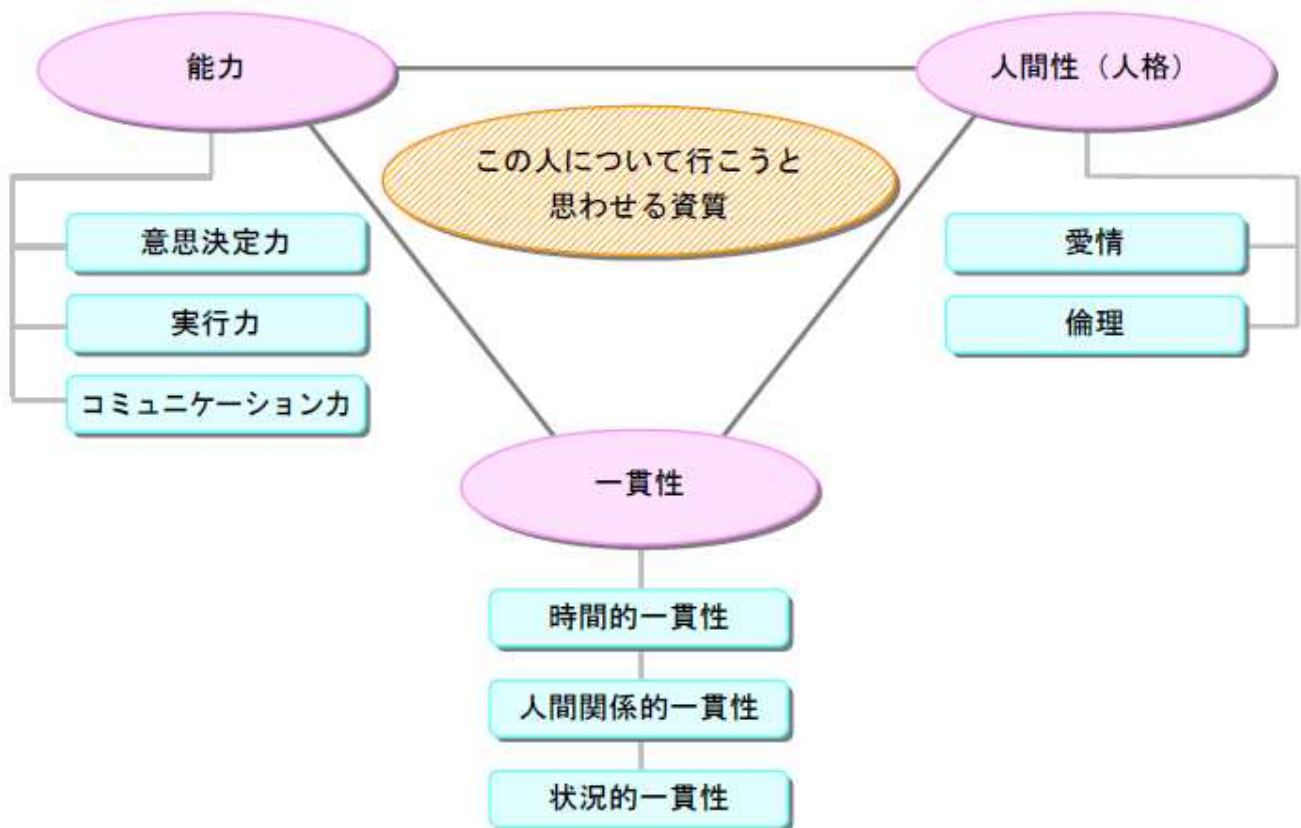 能力
人間性（人格）
この人について行こうと
思わせる資質
意思決定力
実行力
コミュニケーション力
愛情
倫理
一貫性
時間的一貫性
人間関係的一貫性
状況的一貫性